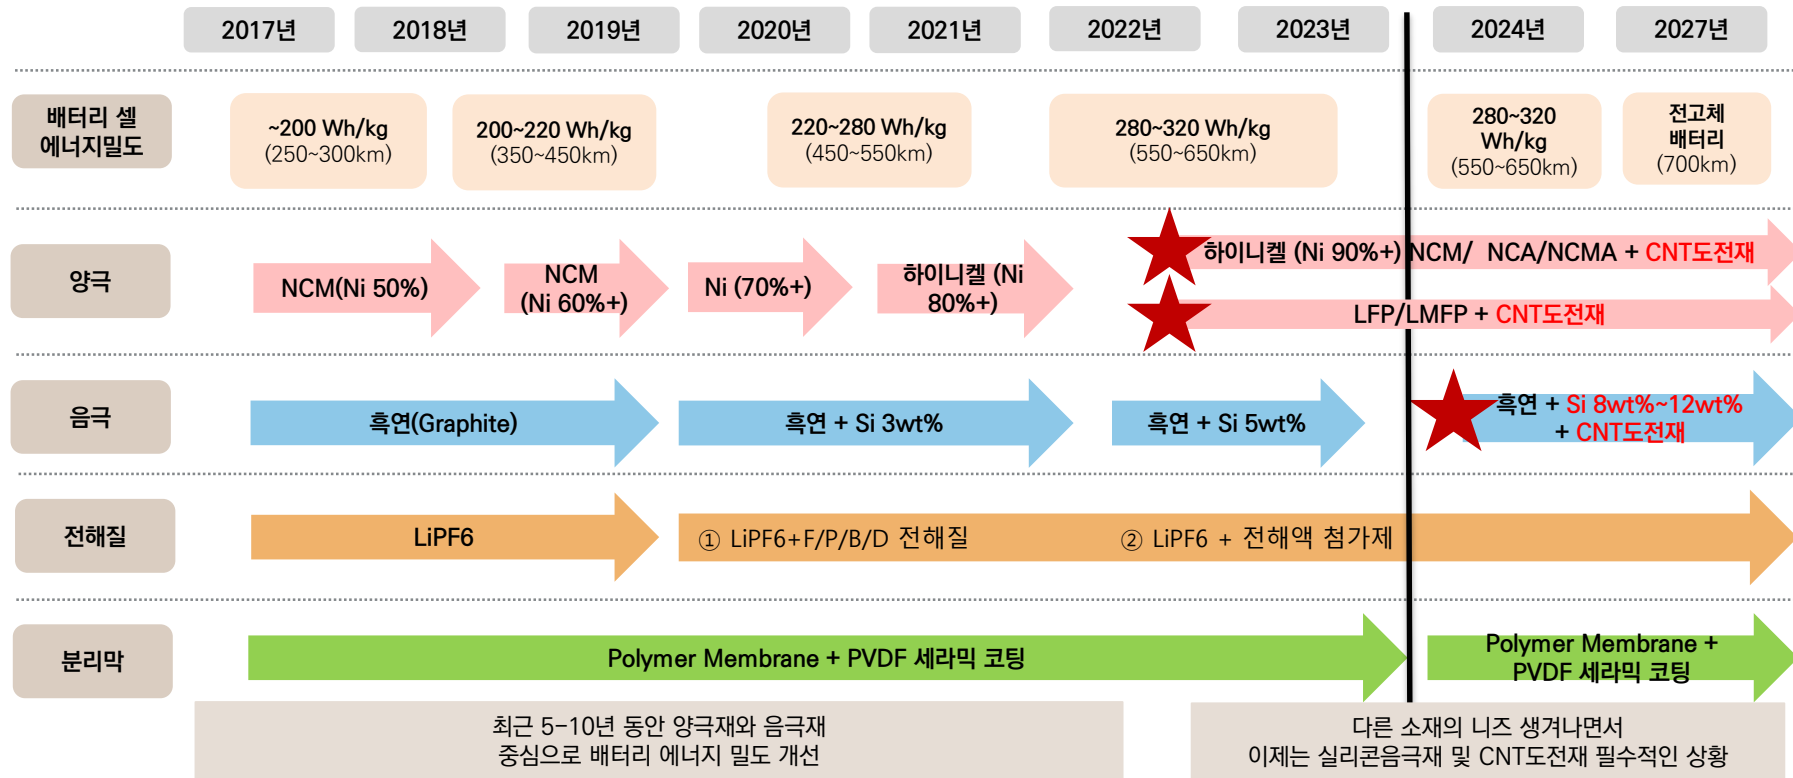 2017년
2018년
2019년
2020년
2021년
2022년
2023년
2024년
2027년
배터리 셀
에너지밀도
~200 Wh/kg
(250~300km)
200~220 Wh/kg
(350~450km)
220~280 Wh/kg
(450~550km)
280~320 Wh/kg
(550~650km)
280~320
Wh/kg
(550~650km)
전고체
배터리
(700km)
양극
NCM(Ni 50%)
NCM
(Ni 60%+)
Ni (70%+)
하이니켈 (Ni
80%+)
하이니켈 (Ni 90%+) NCM/ NCA/NCMA + CNT도전재
LFP/LMFP + CNT도전재
음극
흑연(Graphite)
흑연 + Si 3wt%
흑연 + Si 5wt%
흑연 + Si 8wt%~12wt%
+ CNT도전재
전해질
LiPF6
① LiPF6+F/P/B/D 전해질
② LiPF6 + 전해액 첨가제
분리막
Polymer Membrane + PVDF 세라믹 코팅
Polymer Membrane +
PVDF 세라믹 코팅
최근 5-10년 동안 양극재와 음극재
중심으로 배터리 에너지 밀도 개선
다른 소재의 니즈 생겨나면서
이제는 실리콘음극재 및 CNT도전재 필수적인 상황